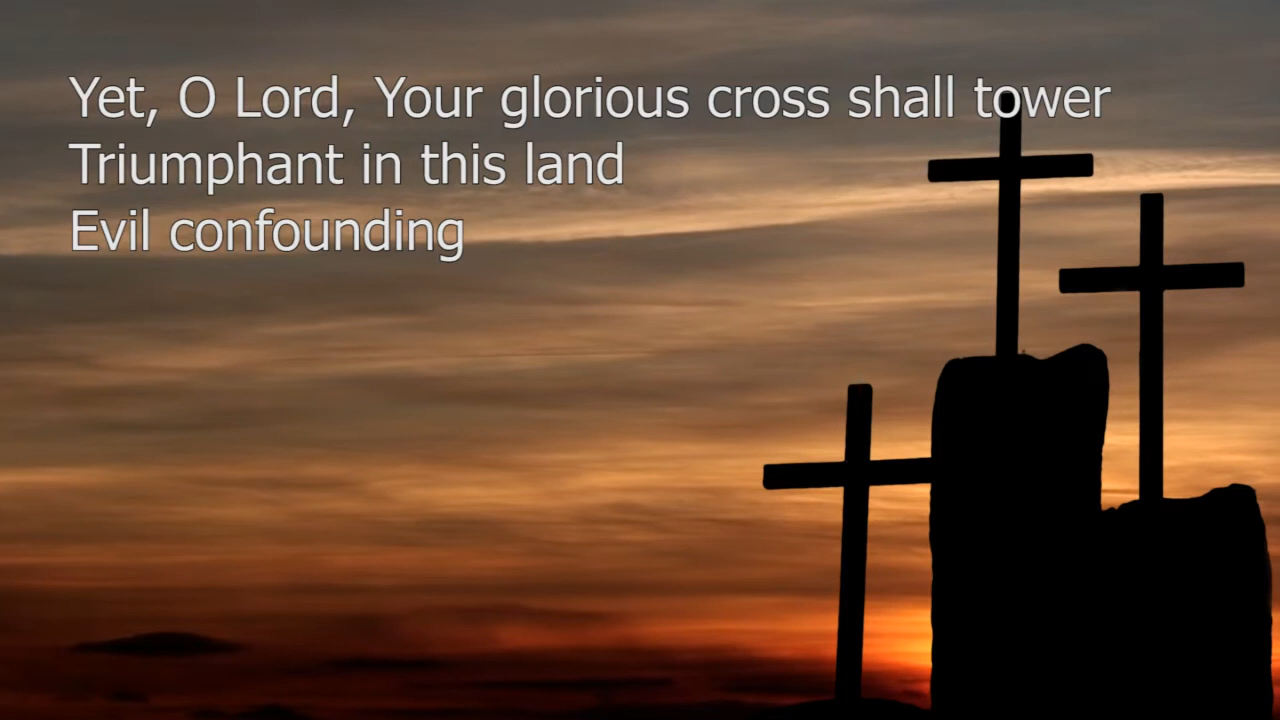 Yet, O Lord, Your glorious cross shall tower
Triumphant in this land
Evil confounding